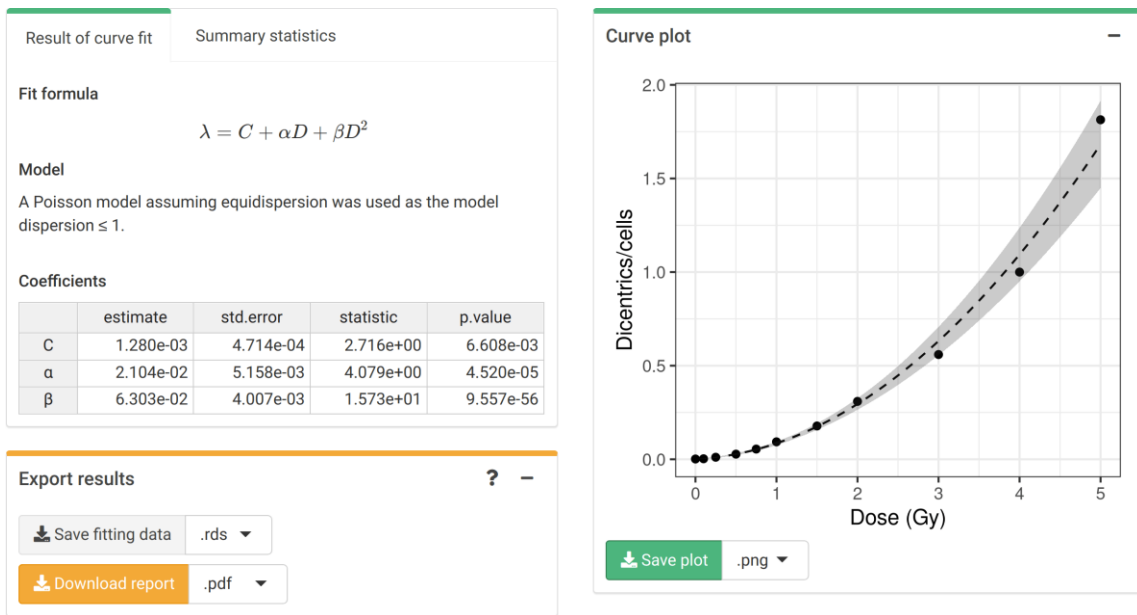 Result of curve fit
Summary statistics
Fit formula
λ = C + αD + βD²
Model
A Poisson model assuming equidispersion was used as the model
dispersion ≤ 1.
Coefficients
estimate std.error statistic p.value
C 1.280e-03 4.714e-04 2.716e+00 6.608e-03
α 2.104e-02 5.158e-03 4.079e+00 4.520e-05
β 6.303e-02 4.007e-03 1.573e+01 9.557e-56
Export results ? −
Save fitting data .rds
Download report .pdf
Curve plot −
2.0
1.5
1.0
0.5
0.0
Dicentrics/cells
0 1 2 3 4 5
Dose (Gy)
Save plot .png